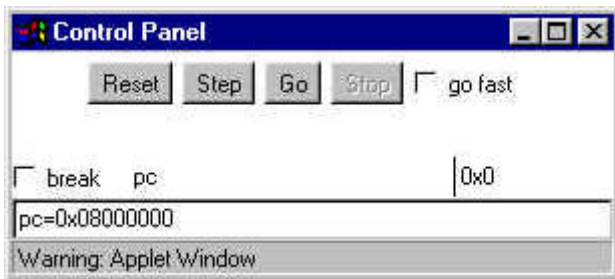 Control Panel
Reset Step Go Stop go fast
break pc 0x0
pc=0x08000000
Warning: Applet Window